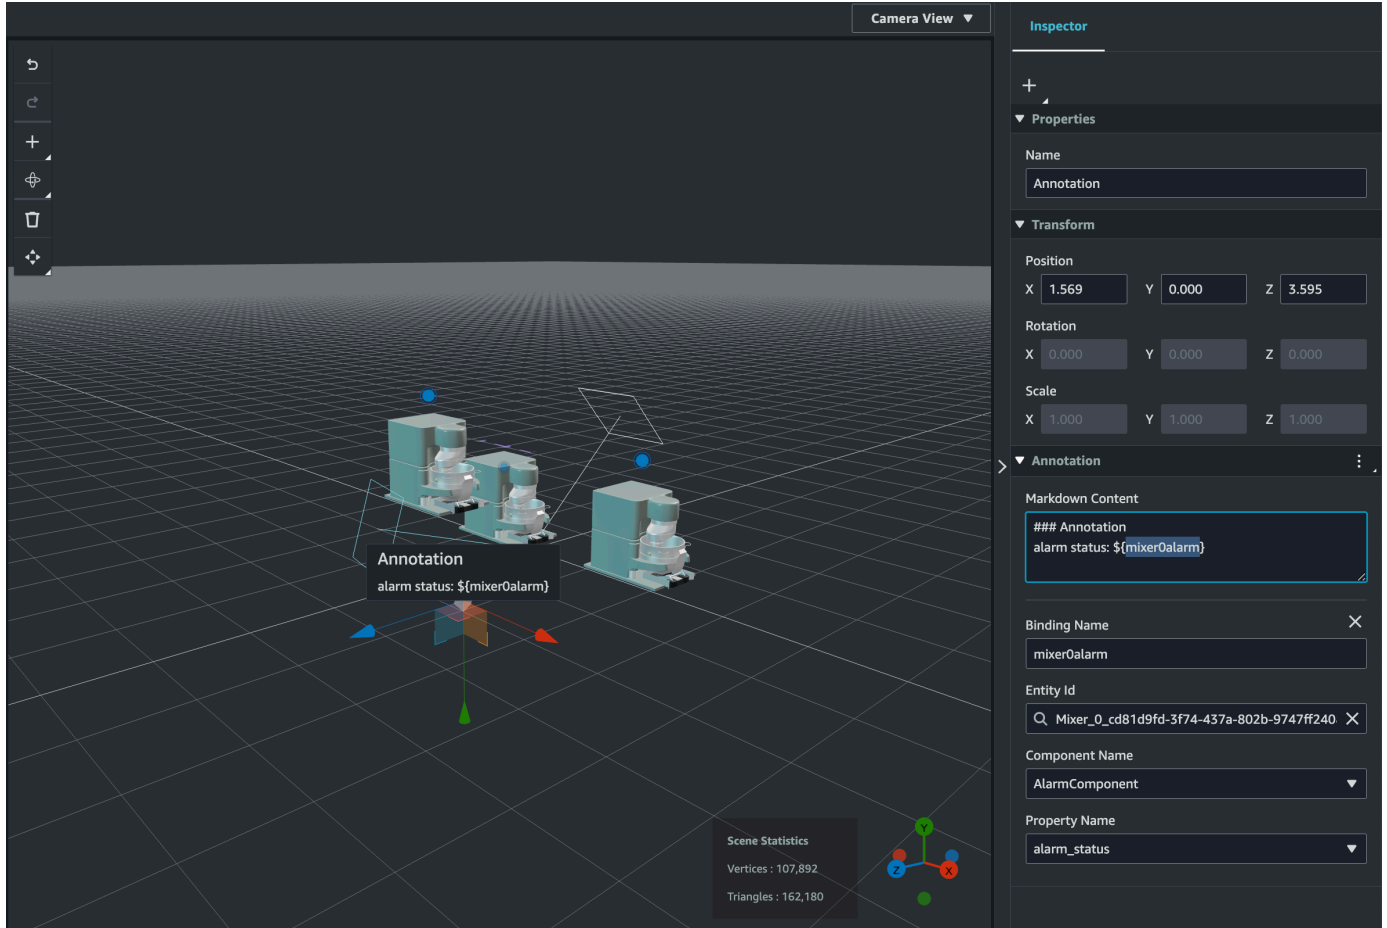 Camera View
Inspector
Properties
Name
Annotation
Transform
Position
X 1.569 Y 0.000 Z 3.595
Rotation
X 0.000 Y 0.000 Z 0.000
Scale
X 1.000 Y 1.000 Z 1.000
Annotation
Markdown Content
### Annotation
alarm status: ${mixer0alarm}
Binding Name
mixer0alarm
Entity Id
Mixer_0_cd81d9fd-3f74-437a-802b-9747ff240
Component Name
AlarmComponent
Property Name
alarm_status
Annotation
alarm status: ${mixer0alarm}
Scene Statistics
Vertices : 107,892
Triangles : 162,180
Y
Z
X